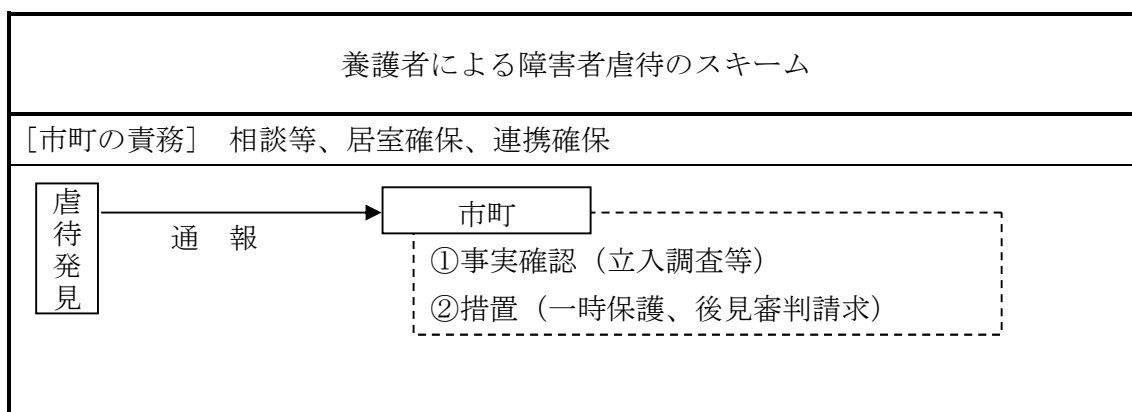 養護者による障害者虐待のスキーム
［市町の責務］　相談等、居室確保、連携確保
虐待発見
通　報
市町
①事実確認（立入調査等）
②措置（一時保護、後見審判請求）